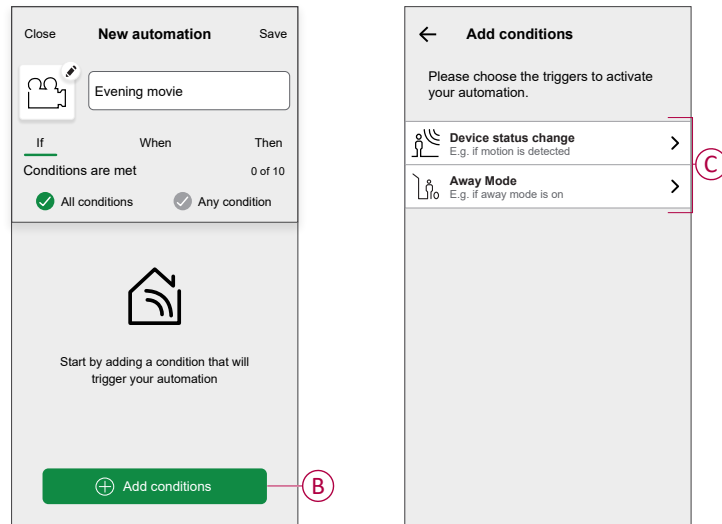 Close New automation Save
Evening movie
If When Then
Conditions are met 0 of 10
All conditions Any condition
Start by adding a condition that will
trigger your automation
Add conditions
B
Add conditions
Please choose the triggers to activate
your automation.
Device status change
E.g. if motion is detected
Away Mode
E.g. if away mode is on
C